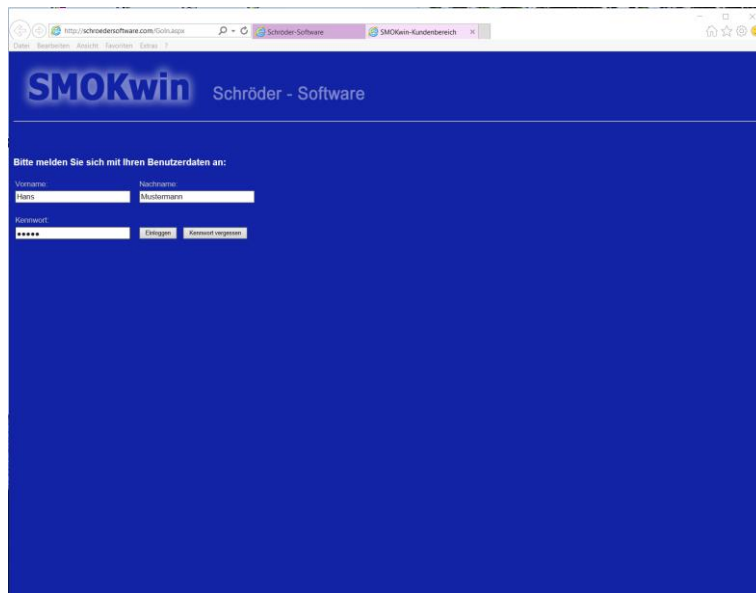 http://schroedersoftware.com/GoIn.aspx
Schröder-Software
SMOKwin-Kundenbereich
Datei Bearbeiten Ansicht Favoriten Extras ?
SMOKwin Schröder - Software
Bitte melden Sie sich mit Ihren Benutzerdaten an:
Vorname: Nachname:
Hans Mustermann
Kennwort:
Einloggen Kennwort vergessen